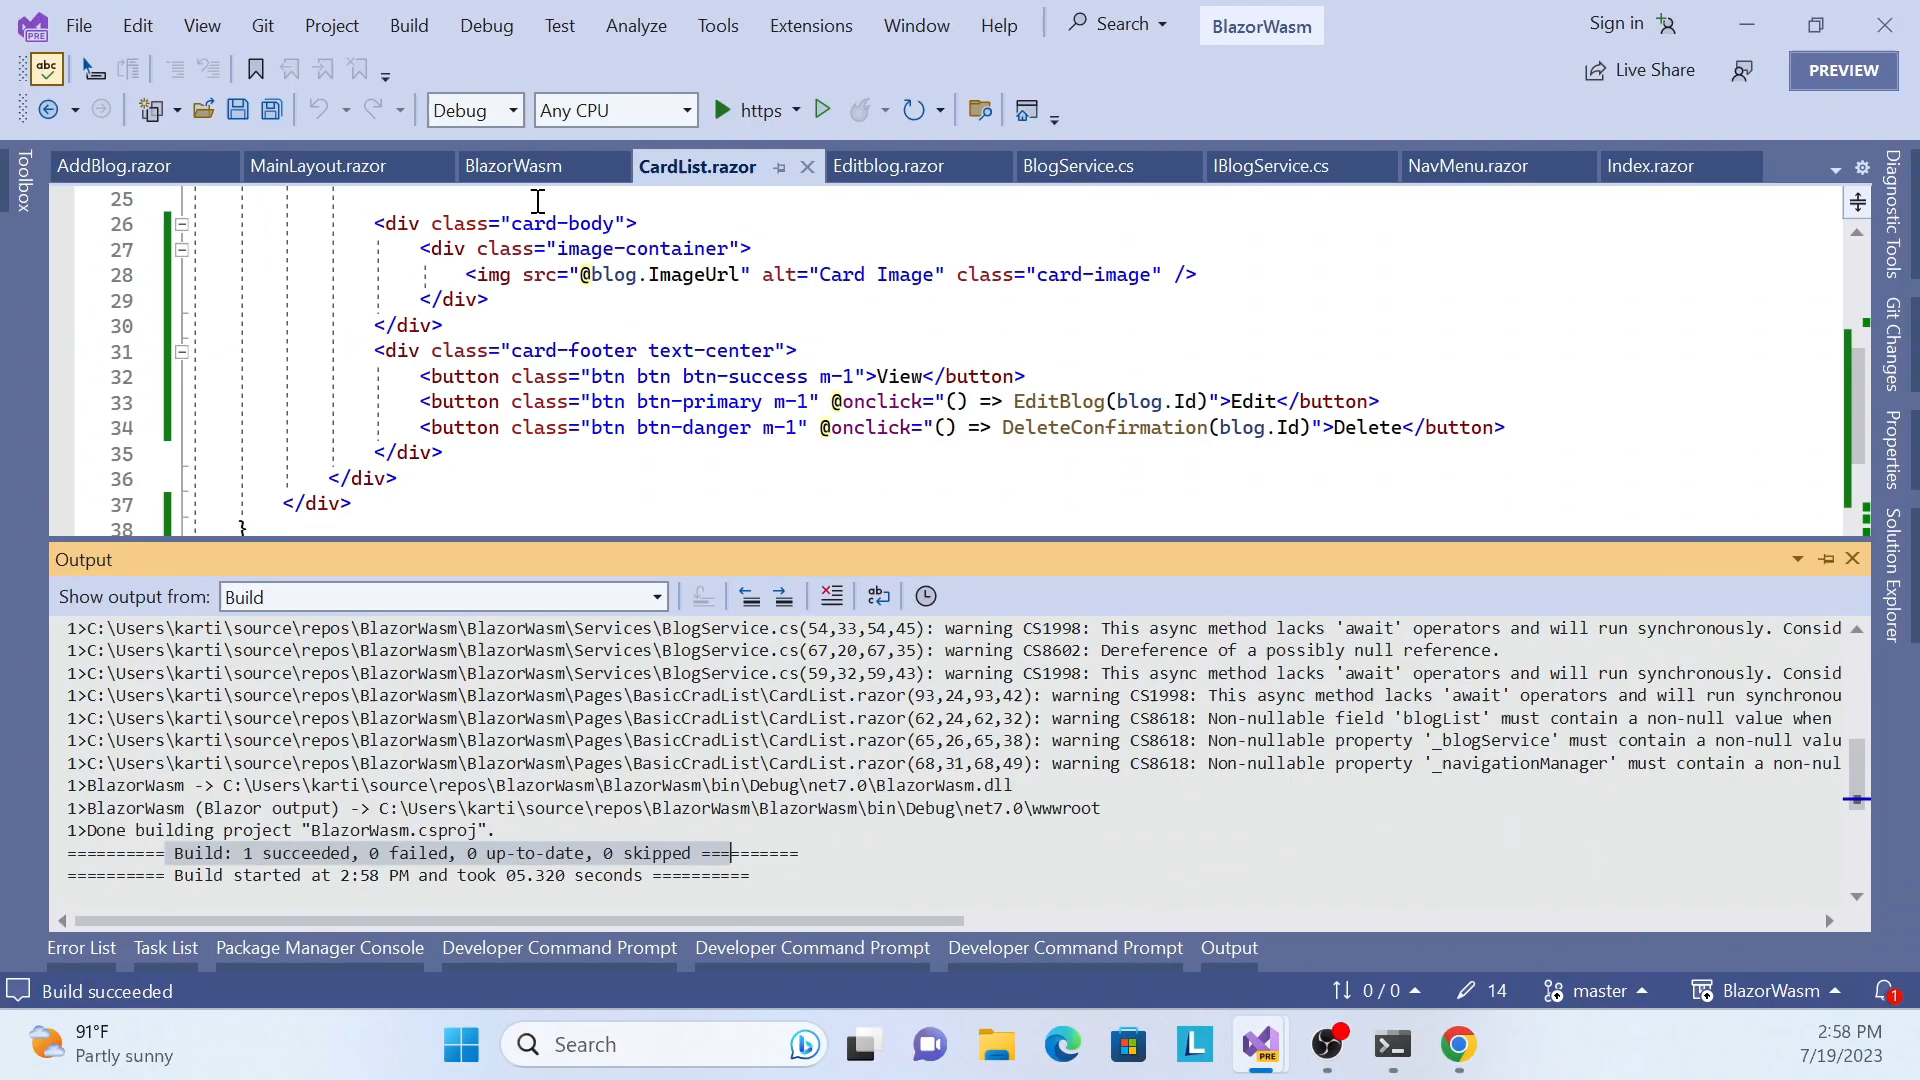 File Edit View Git Project Build Debug Test Analyze Tools Extensions Window Help Search BlazorWasm Sign in
PRE
abc
Live Share PREVIEW
Debug Any CPU https
AddBlog.razor MainLayout.razor BlazorWasm CardList.razor Editblog.razor BlogService.cs IBlogService.cs NavMenu.razor Index.razor
Toolbox
25
26 <div class="card-body">
27 <div class="image-container">
28 <img src="@blog.ImageUrl" alt="Card Image" class="card-image" />
29 </div>
30 </div>
31 <div class="card-footer text-center">
32 <button class="btn btn btn-success m-1">View</button>
33 <button class="btn btn-primary m-1" @onclick="() => EditBlog(blog.Id)">Edit</button>
34 <button class="btn btn-danger m-1" @onclick="() => DeleteConfirmation(blog.Id)">Delete</button>
35 </div>
36 </div>
37 </div>
38 }
Diagnostic Tools
Git Changes
Properties
Solution Explorer
Output
Show output from: Build
1>C:\Users\karti\source\repos\BlazorWasm\BlazorWasm\Services\BlogService.cs(54,33,54,45): warning CS1998: This async method lacks 'await' operators and will run synchronously. Consid
1>C:\Users\karti\source\repos\BlazorWasm\BlazorWasm\Services\BlogService.cs(67,20,67,35): warning CS8602: Dereference of a possibly null reference.
1>C:\Users\karti\source\repos\BlazorWasm\BlazorWasm\Services\BlogService.cs(59,32,59,43): warning CS1998: This async method lacks 'await' operators and will run synchronously. Consid
1>C:\Users\karti\source\repos\BlazorWasm\BlazorWasm\Pages\BasicCradList\CardList.razor(93,24,93,42): warning CS1998: This async method lacks 'await' operators and will run synchronou
1>C:\Users\karti\source\repos\BlazorWasm\BlazorWasm\Pages\BasicCradList\CardList.razor(62,24,62,32): warning CS8618: Non-nullable field 'blogList' must contain a non-null value when
1>C:\Users\karti\source\repos\BlazorWasm\BlazorWasm\Pages\BasicCradList\CardList.razor(65,26,65,38): warning CS8618: Non-nullable property '_blogService' must contain a non-null valu
1>C:\Users\karti\source\repos\BlazorWasm\BlazorWasm\Pages\BasicCradList\CardList.razor(68,31,68,49): warning CS8618: Non-nullable property '_navigationManager' must contain a non-nul
1>BlazorWasm -> C:\Users\karti\source\repos\BlazorWasm\BlazorWasm\bin\Debug\net7.0\BlazorWasm.dll
1>BlazorWasm (Blazor output) -> C:\Users\karti\source\repos\BlazorWasm\BlazorWasm\bin\Debug\net7.0\wwwroot
1>Done building project "BlazorWasm.csproj".
========== Build: 1 succeeded, 0 failed, 0 up-to-date, 0 skipped ==========
========== Build started at 2:58 PM and took 05.320 seconds ==========
Error List Task List Package Manager Console Developer Command Prompt Developer Command Prompt Developer Command Prompt Output
Build succeeded 0 / 0 14 master BlazorWasm 1
91°F
Partly sunny
Search
L
PRE
2:58 PM
7/19/2023